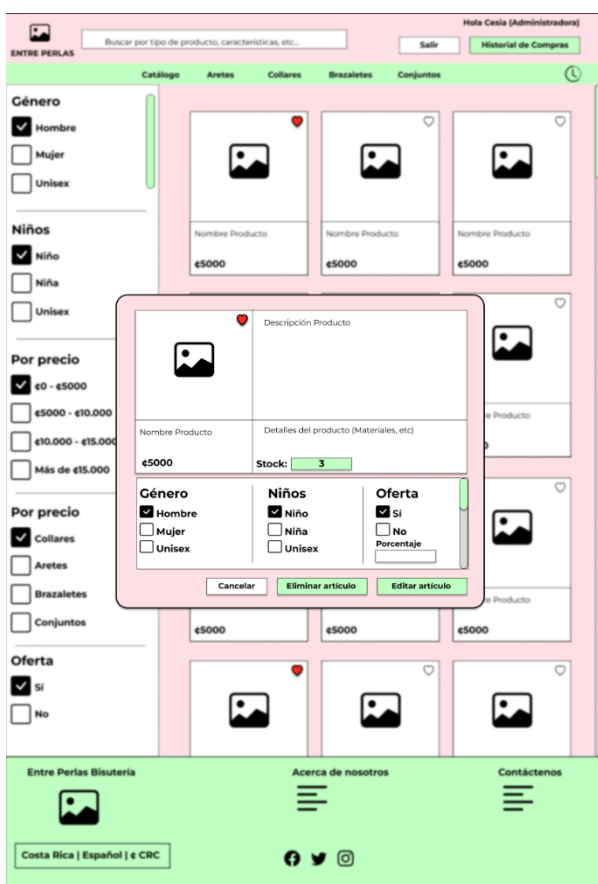 Hola Cesia (Administradora)
ENTRE PERLAS
Buscar por tipo de producto, características, etc...
Salir
Historial de Compras
Catálogo
Aretes
Collares
Brazaletes
Conjuntos
Género
Hombre
Mujer
Unisex
Niños
Niño
Niña
Unisex
Por precio
¢0 - ¢5000
¢5000 - ¢10.000
¢10.000 - ¢15.000
Más de ¢15.000
Por precio
Collares
Aretes
Brazaletes
Conjuntos
Oferta
Sí
No
Nombre Producto
¢5000
Nombre Producto
¢5000
Nombre Producto
¢5000
Descripción Producto
Nombre Producto
¢5000
Detalles del producto (Materiales, etc)
Stock: 3
Género
Hombre
Mujer
Unisex
Niños
Niño
Niña
Unisex
Oferta
Sí
No
Porcentaje
Cancelar
Eliminar artículo
Editar artículo
Producto
Producto
¢5000
¢5000
¢5000
Entre Perlas Bisutería
Acerca de nosotros
Contáctenos
Costa Rica | Español | ¢ CRC